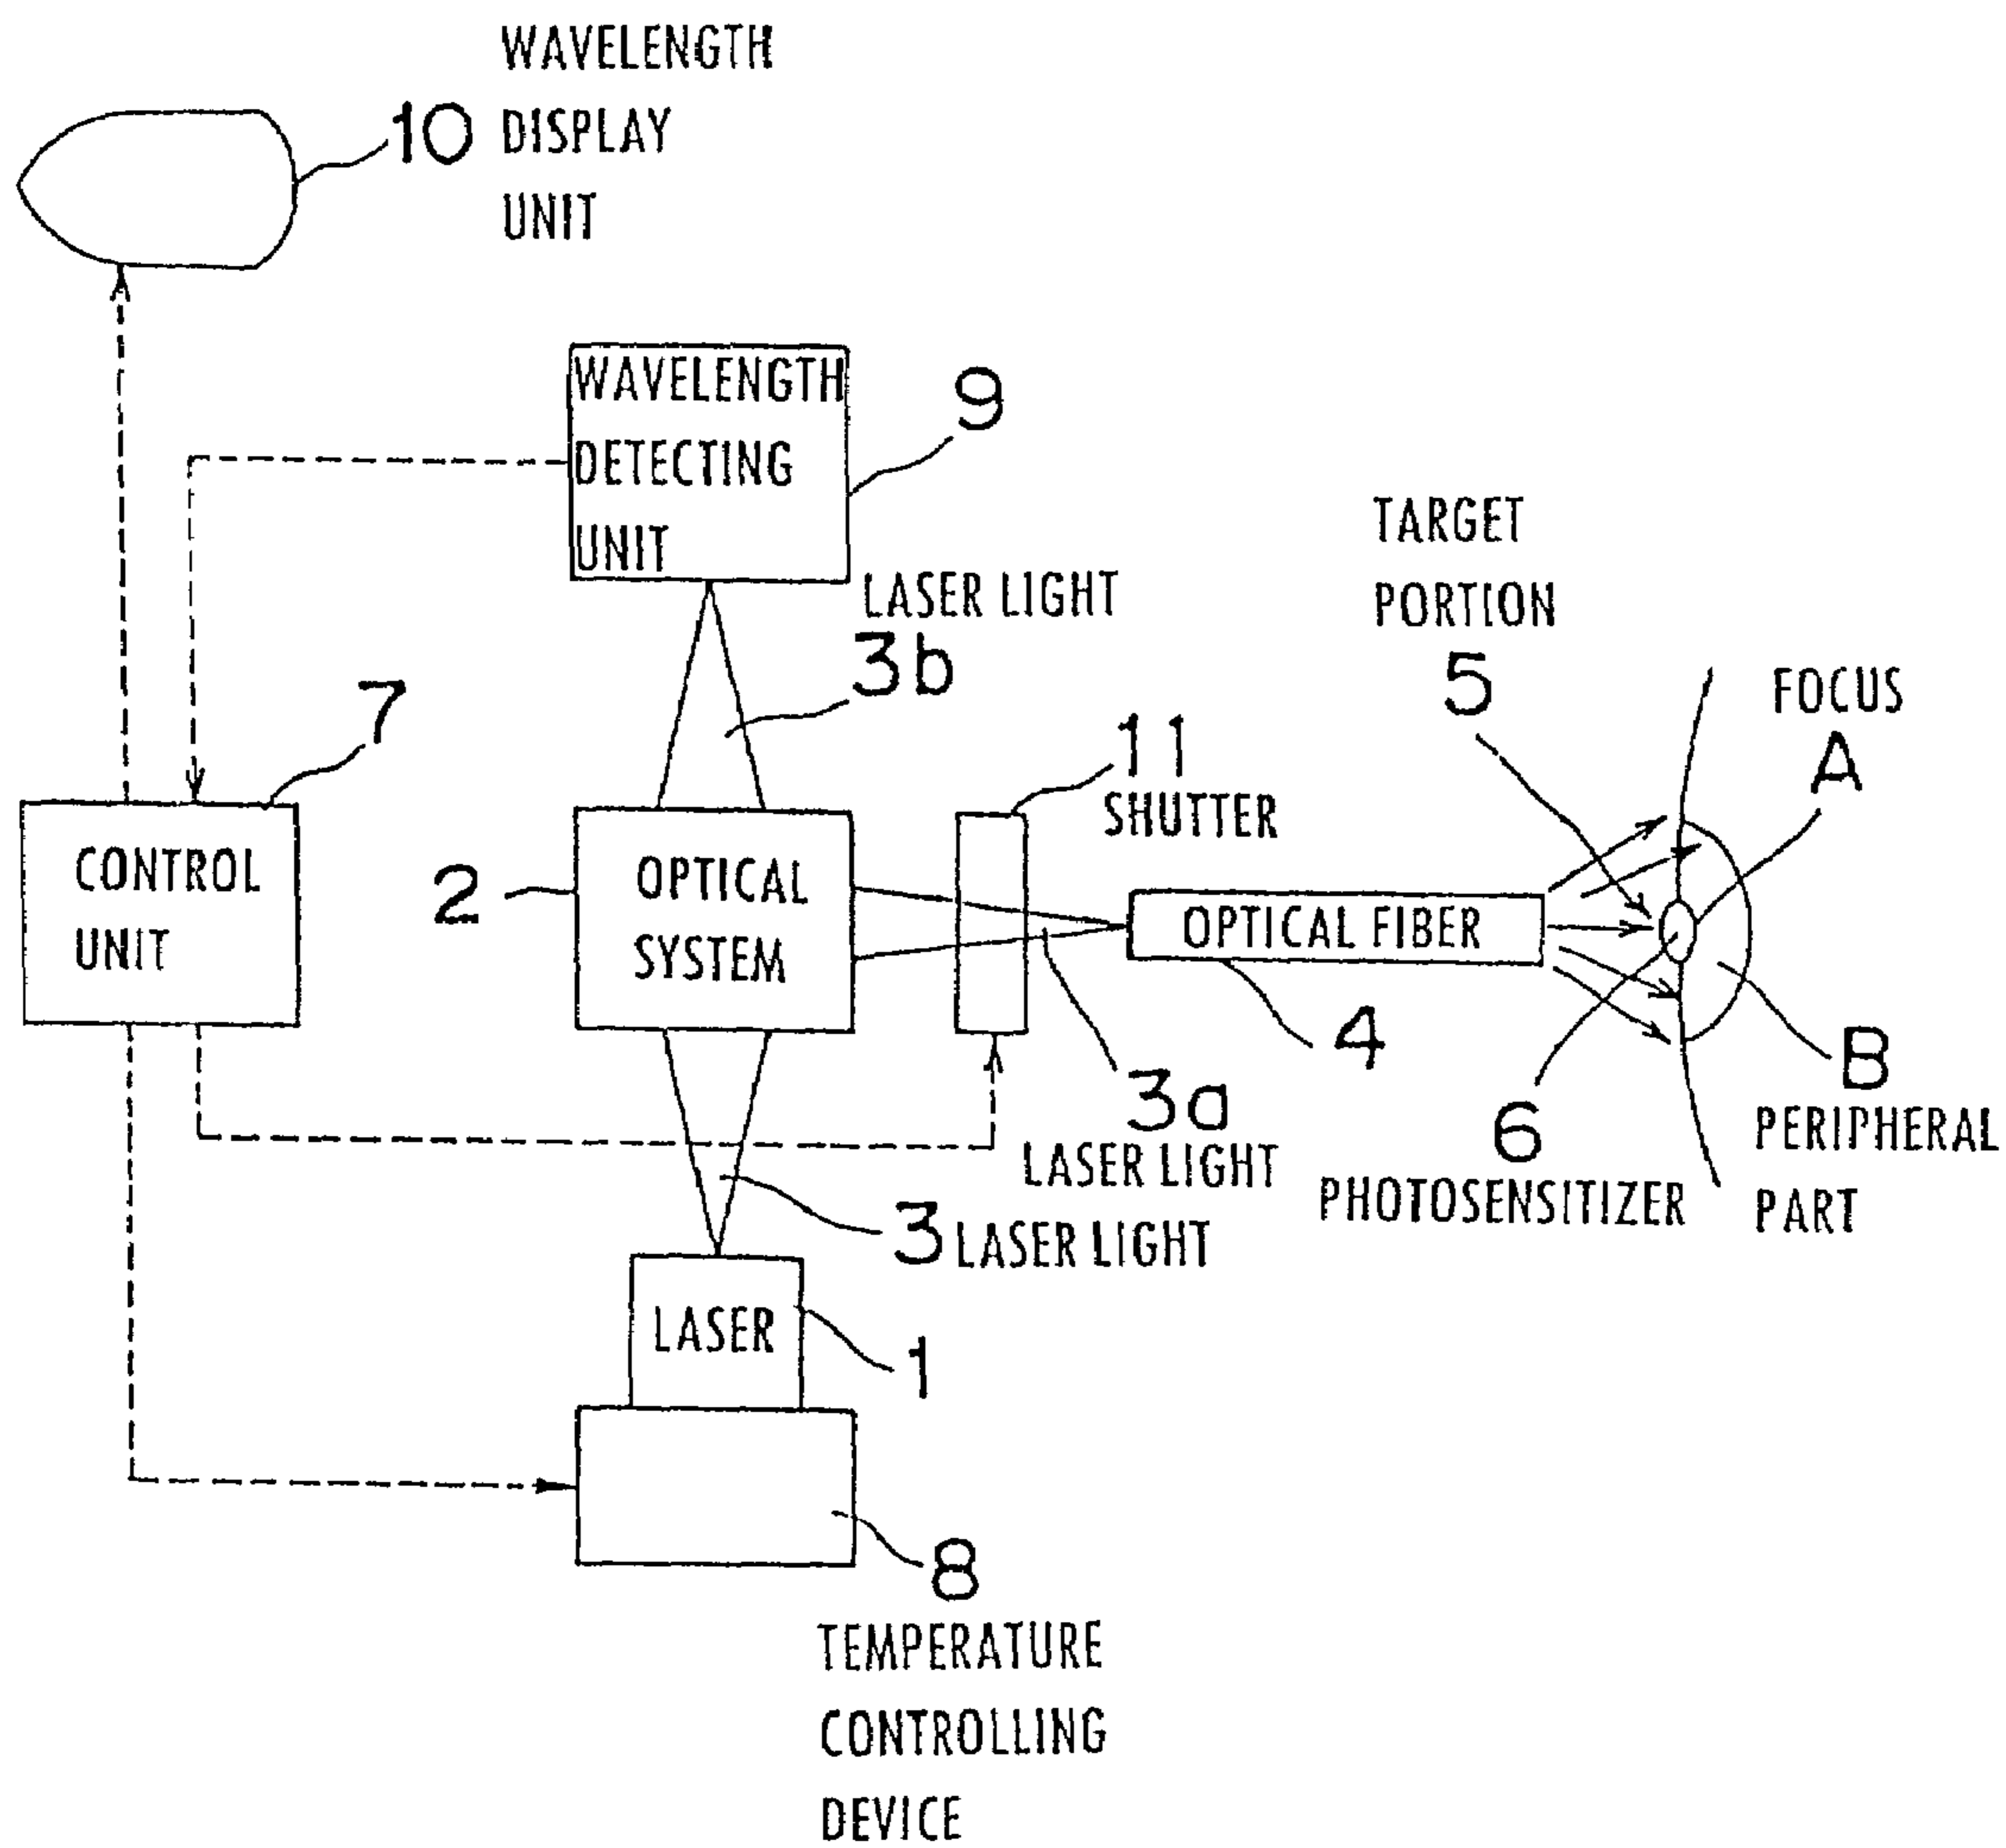 WAVELENGTH
10 DISPLAY
UNIT
WAVELENGTH
DETECTING
UNIT
9
LASER LIGHT
3b
TARGET
PORTION
5
FOCUS
A
7
CONTROL
UNIT
2
OPTICAL
SYSTEM
11
SHUTTER
OPTICAL FIBER
4
3a
LASER LIGHT
6
PHOTOSENSITIZER
B
PERIPHERAL
PART
3 LASER LIGHT
LASER
1
8
TEMPERATURE
CONTROLLING
DEVICE